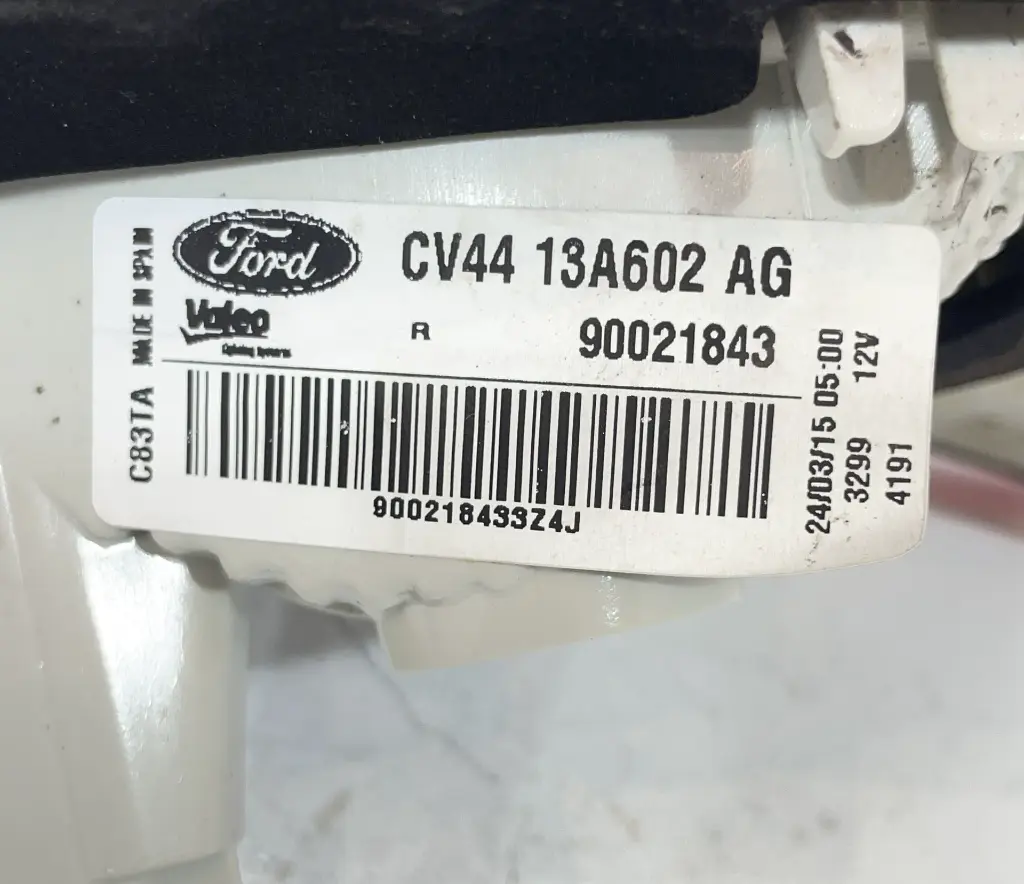 Ford
CV44 13A602 AG
Valeo
Lighting Systems
R
90021843
900218433Z4J
C83TA MADE IN SPAIN
24/03/15 05:00
3299 12V
4191